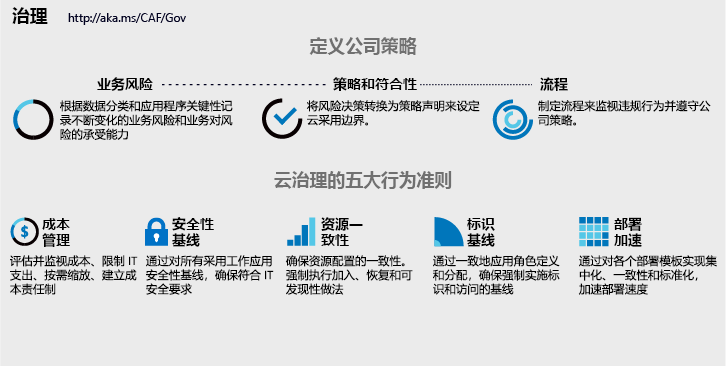 治理 http://aka.ms/CAF/Gov
定义公司策略
业务风险
根据数据分类和应用程序关键性记
录不断变化的业务风险和业务对风
险的承受能力
策略和符合性
将风险决策转换为策略声明来设定
云采用边界。
流程
制定流程来监视违规行为并遵守公
司策略。
云治理的五大行为准则
成本
管理
评估并监视成本、限制 IT
支出、按需缩放、建立成
本责任制
安全性
基线
通过对所有采用工作应用
安全性基线，确保符合 IT
安全要求
资源一
致性
确保资源配置的一致性。
强制执行加入、恢复和可
发现性做法
标识
基线
通过一致地应用角色定义
和分配，确保强制实施标
识和访问的基线
部署
加速
通过对各个部署模板实现集
中化、一致性和标准化，
加速部署速度